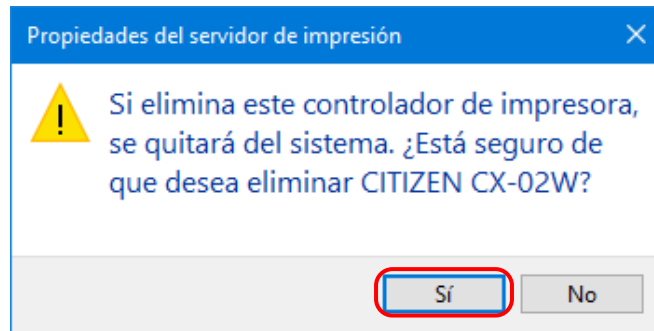 Propiedades del servidor de impresión
Si elimina este controlador de impresora,
se quitará del sistema. ¿Está seguro de
que desea eliminar CITIZEN CX-02W?
Sí No